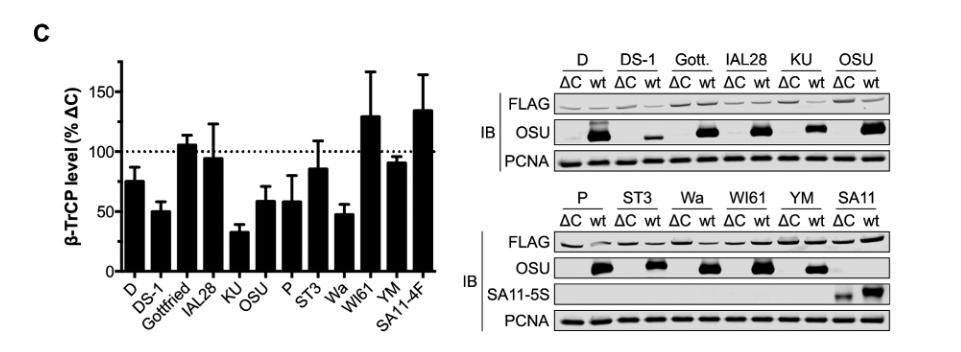 C
β-TrCP level (% ΔC)
150
100
50
0
D
DS-1
Gottfried
IAL28
KU
OSU
P
ST3
Wa
WI61
YM
SA11-4F
D DS-1 Gott. IAL28 KU OSU
ΔC wt ΔC wt ΔC wt ΔC wt ΔC wt ΔC wt
FLAG
IB OSU
PCNA
P ST3 Wa WI61 YM SA11
ΔC wt ΔC wt ΔC wt ΔC wt ΔC wt ΔC wt
FLAG
OSU
IB
SA11-5S
PCNA